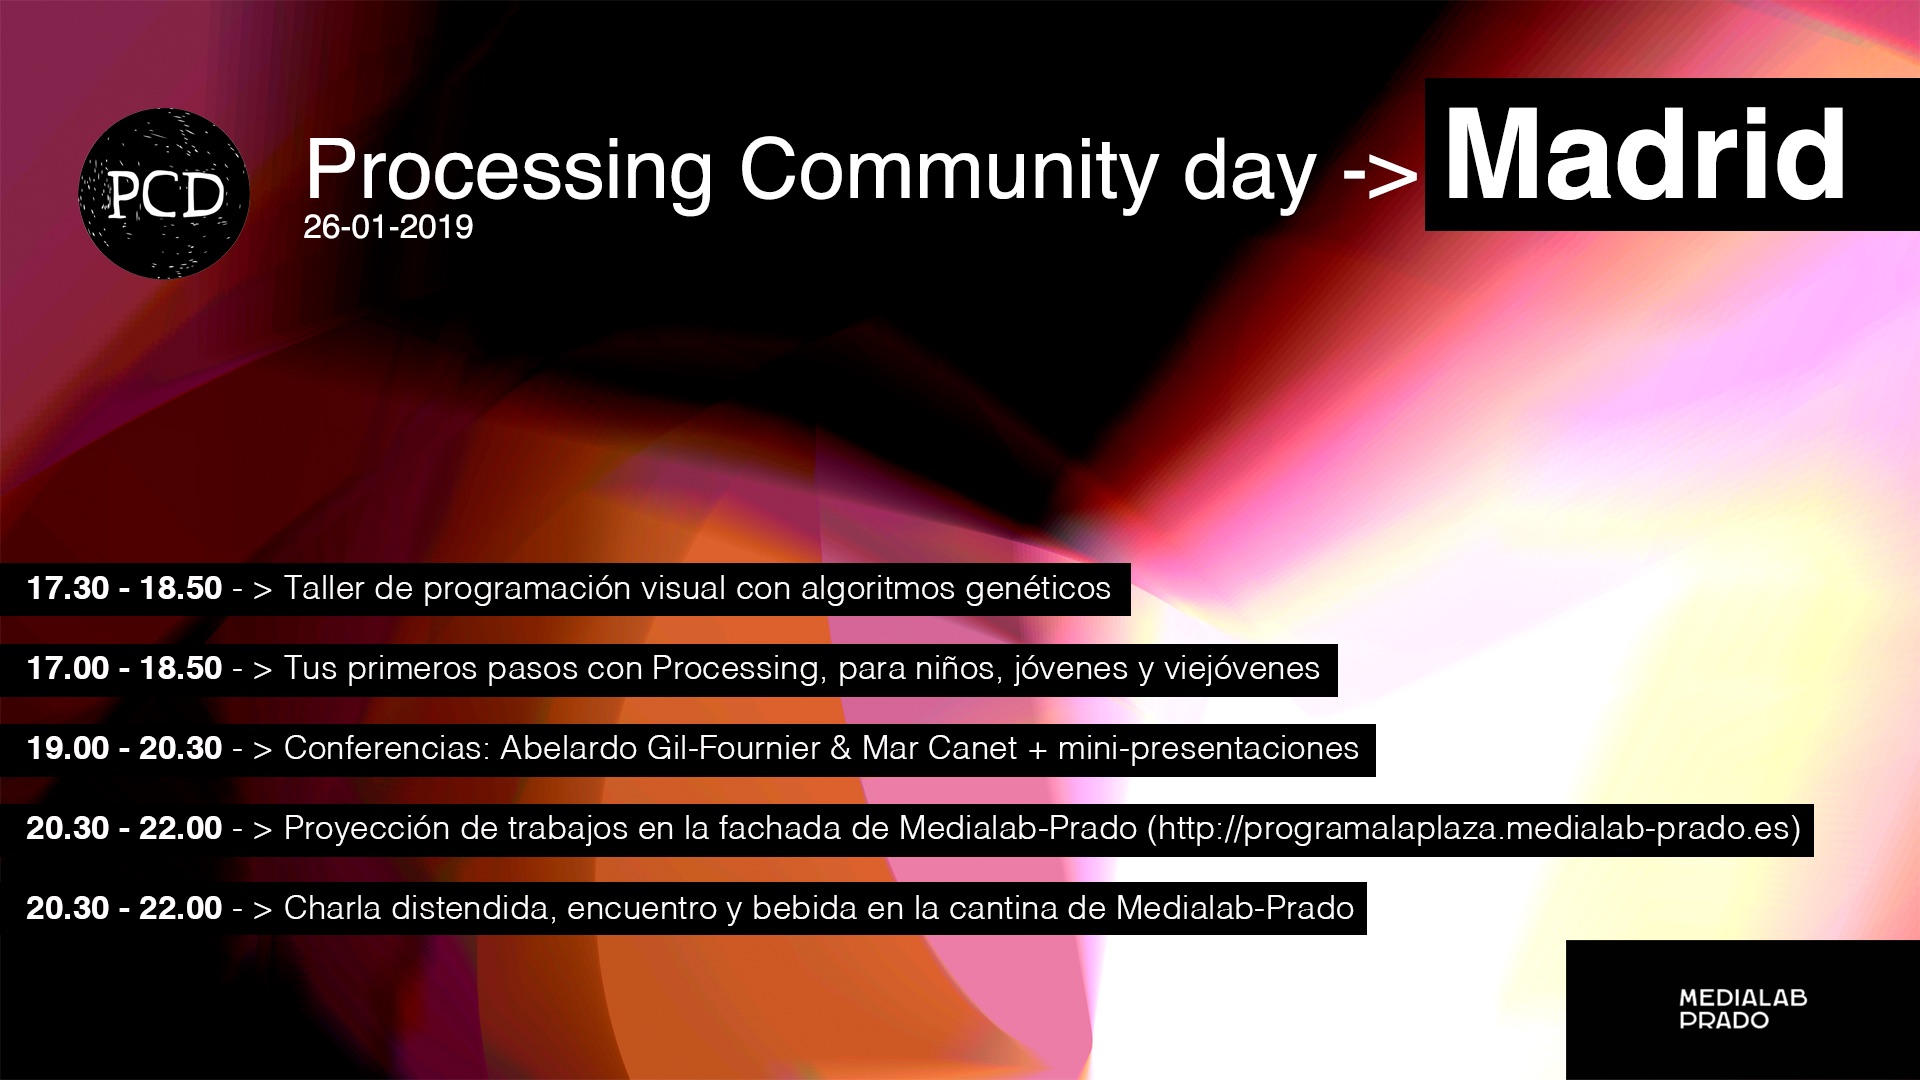 PCD
Processing Community day -> Madrid
26-01-2019
17.30 - 18.50 - > Taller de programación visual con algoritmos genéticos
17.00 - 18.50 - > Tus primeros pasos con Processing, para niños, jóvenes y viejóvenes
19.00 - 20.30 - > Conferencias: Abelardo Gil-Fournier & Mar Canet + mini-presentaciones
20.30 - 22.00 - > Proyección de trabajos en la fachada de Medialab-Prado (http://programalaplaza.medialab-prado.es)
20.30 - 22.00 - > Charla distendida, encuentro y bebida en la cantina de Medialab-Prado
MEDIALAB
PRADO